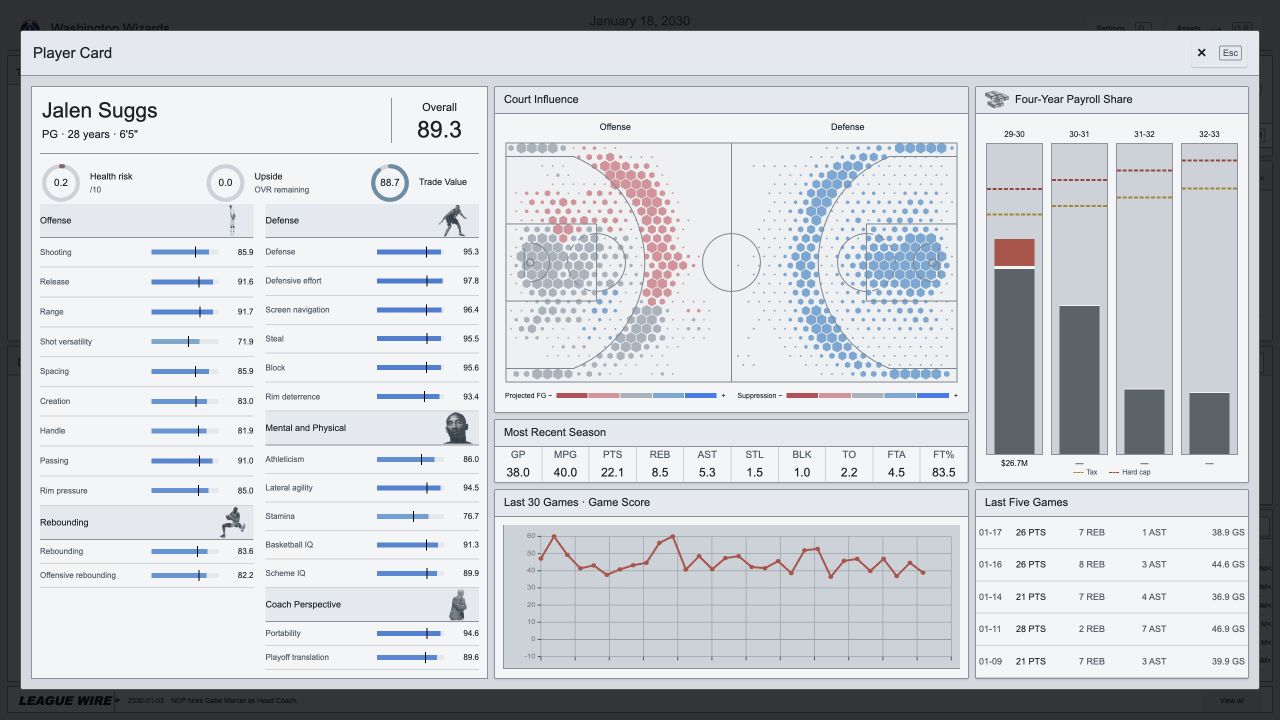 January 18, 2030
Washington Wizards
Settings
Assets
Player Card
✕ Esc
Jalen Suggs
PG · 28 years · 6'5"
Overall
89.3
0.2
Health risk
/10
0.0
Upside
OVR remaining
88.7
Trade Value
Offense
Shooting 85.9
Release 91.6
Range 91.7
Shot versatility 71.9
Spacing 85.9
Creation 83.0
Handle 81.9
Passing 91.0
Rim pressure 85.0
Rebounding
Rebounding 83.6
Offensive rebounding 82.2
Defense
Defense 95.3
Defensive effort 97.8
Screen navigation 96.4
Steal 95.5
Block 95.6
Rim deterrence 93.4
Mental and Physical
Athleticism 86.0
Lateral agility 94.5
Stamina 76.7
Basketball IQ 91.3
Scheme IQ 89.9
Coach Perspective
Portability 94.6
Playoff translation 89.6
Court Influence
Offense Defense
Projected FG − + Suppression − +
Most Recent Season
GP MPG PTS REB AST STL BLK TO FTA FT%
38.0 40.0 22.1 8.5 5.3 1.5 1.0 2.2 4.5 83.5
Last 30 Games · Game Score
60
50
40
30
20
10
0
-10
Four-Year Payroll Share
29-30 30-31 31-32 32-33
$26.7M — — —
Tax Hard cap
Last Five Games
01-17 26 PTS 7 REB 1 AST 38.9 GS
01-16 26 PTS 8 REB 3 AST 44.6 GS
01-14 21 PTS 7 REB 4 AST 36.9 GS
01-11 28 PTS 2 REB 7 AST 46.9 GS
01-09 21 PTS 7 REB 3 AST 39.9 GS
LEAGUE WIRE 2030-01-03 NOP hires Gabe Mercer as Head Coach.
View all